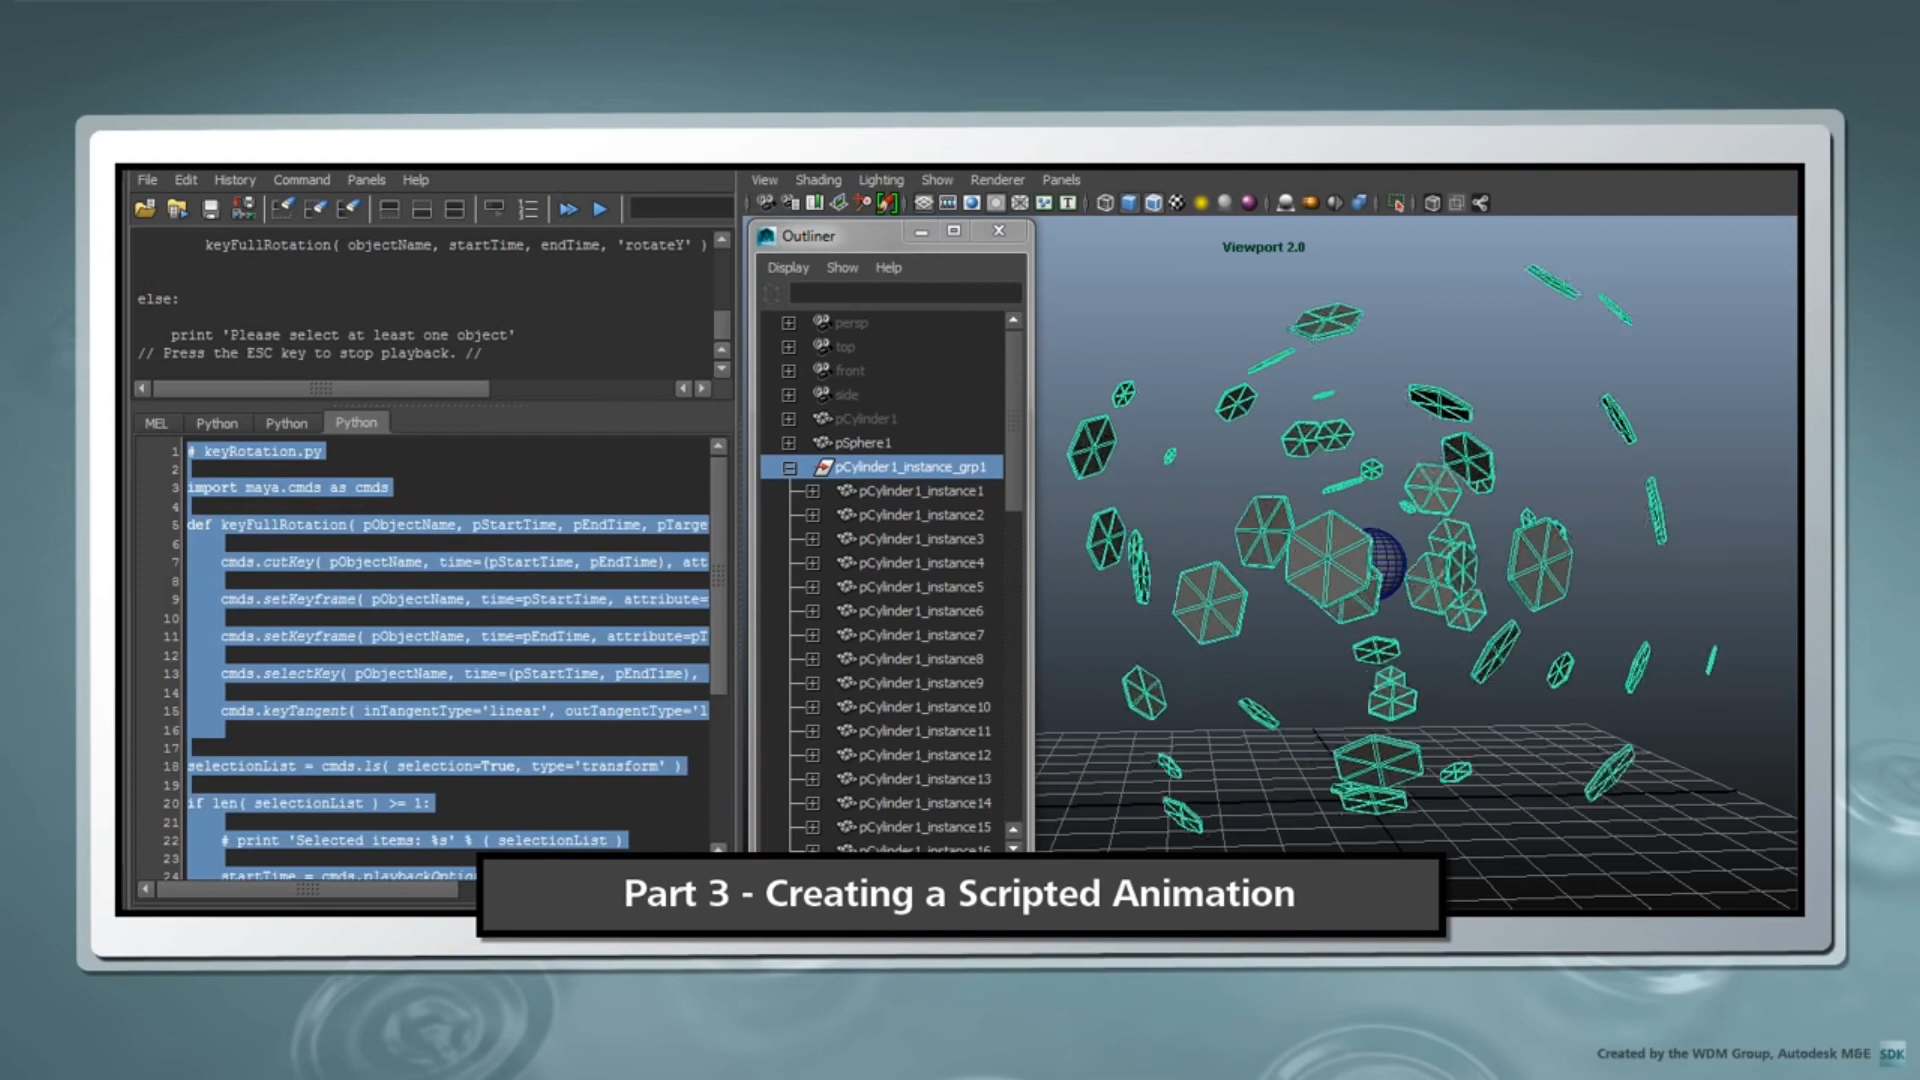 File Edit History Command Panels Help
keyFullRotation( objectName, startTime, endTime, 'rotateY' )
else:
print 'Please select at least one object'
// Press the ESC key to stop playback. //
MEL Python Python Python
1 # keyRotation.py
2
3 import maya.cmds as cmds
4
5 def keyFullRotation( pObjectName, pStartTime, pEndTime, pTarge
6
7 cmds.cutKey( pObjectName, time=(pStartTime, pEndTime), att
8
9 cmds.setKeyframe( pObjectName, time=pStartTime, attribute=
10
11 cmds.setKeyframe( pObjectName, time=pEndTime, attribute=pT
12
13 cmds.selectKey( pObjectName, time=(pStartTime, pEndTime),
14
15 cmds.keyTangent( inTangentType='linear', outTangentType='l
16
17
18 selectionList = cmds.ls( selection=True, type='transform' )
19
20 if len( selectionList ) >= 1:
21
22 # print 'Selected items: %s' % ( selectionList )
23
24 startTime = cmds.playbackOptio
View Shading Lighting Show Renderer Panels
Outliner
Display Show Help
persp
top
front
side
pCylinder1
pSphere1
pCylinder1_instance_grp1
pCylinder1_instance1
pCylinder1_instance2
pCylinder1_instance3
pCylinder1_instance4
pCylinder1_instance5
pCylinder1_instance6
pCylinder1_instance7
pCylinder1_instance8
pCylinder1_instance9
pCylinder1_instance10
pCylinder1_instance11
pCylinder1_instance12
pCylinder1_instance13
pCylinder1_instance14
pCylinder1_instance15
pCylinder1_instance16
Viewport 2.0
Part 3 - Creating a Scripted Animation
Created by the WDM Group, Autodesk M&E SDK